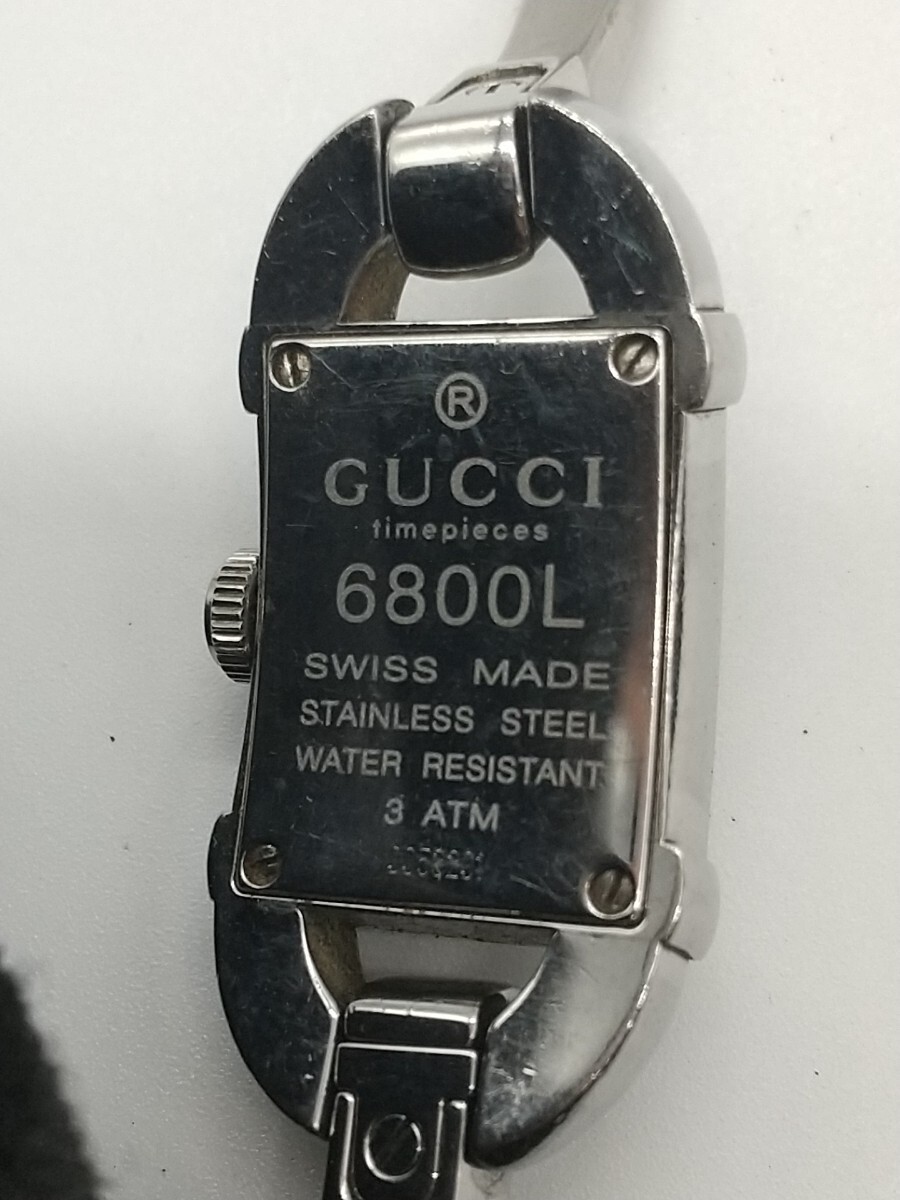 ®
GUCCI
timepieces
6800L
SWISS MADE
STAINLESS STEEL
WATER RESISTANT
3 ATM